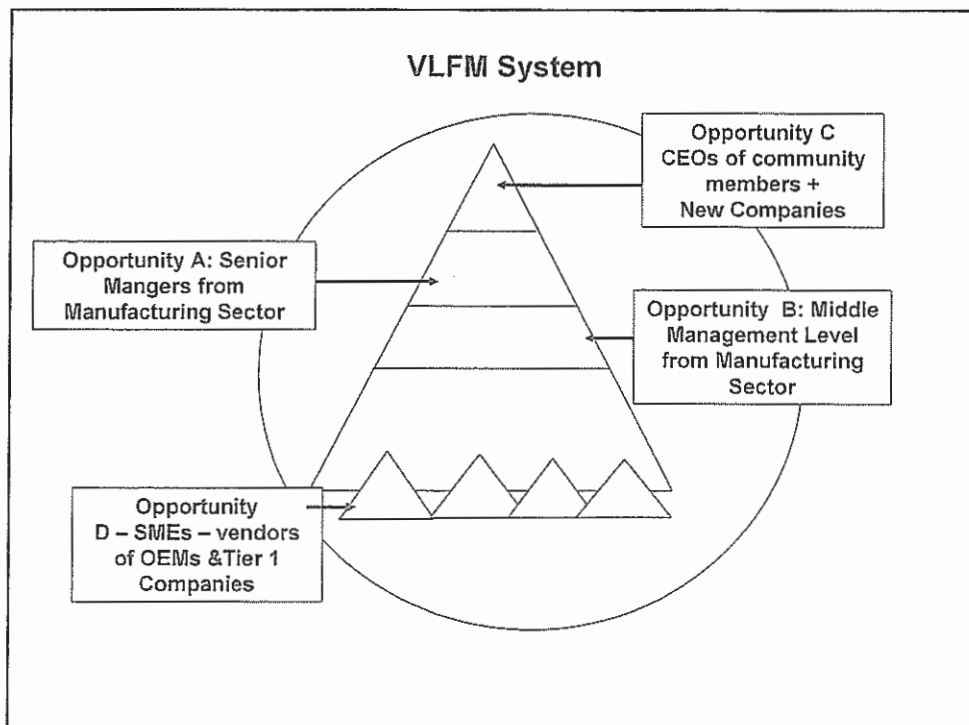 VLFM System
Opportunity C
CEOs of community
members +
New Companies
Opportunity A: Senior
Mangers from
Manufacturing Sector
Opportunity B: Middle
Management Level
from Manufacturing
Sector
Opportunity
D – SMEs – vendors
of OEMs &Tier 1
Companies